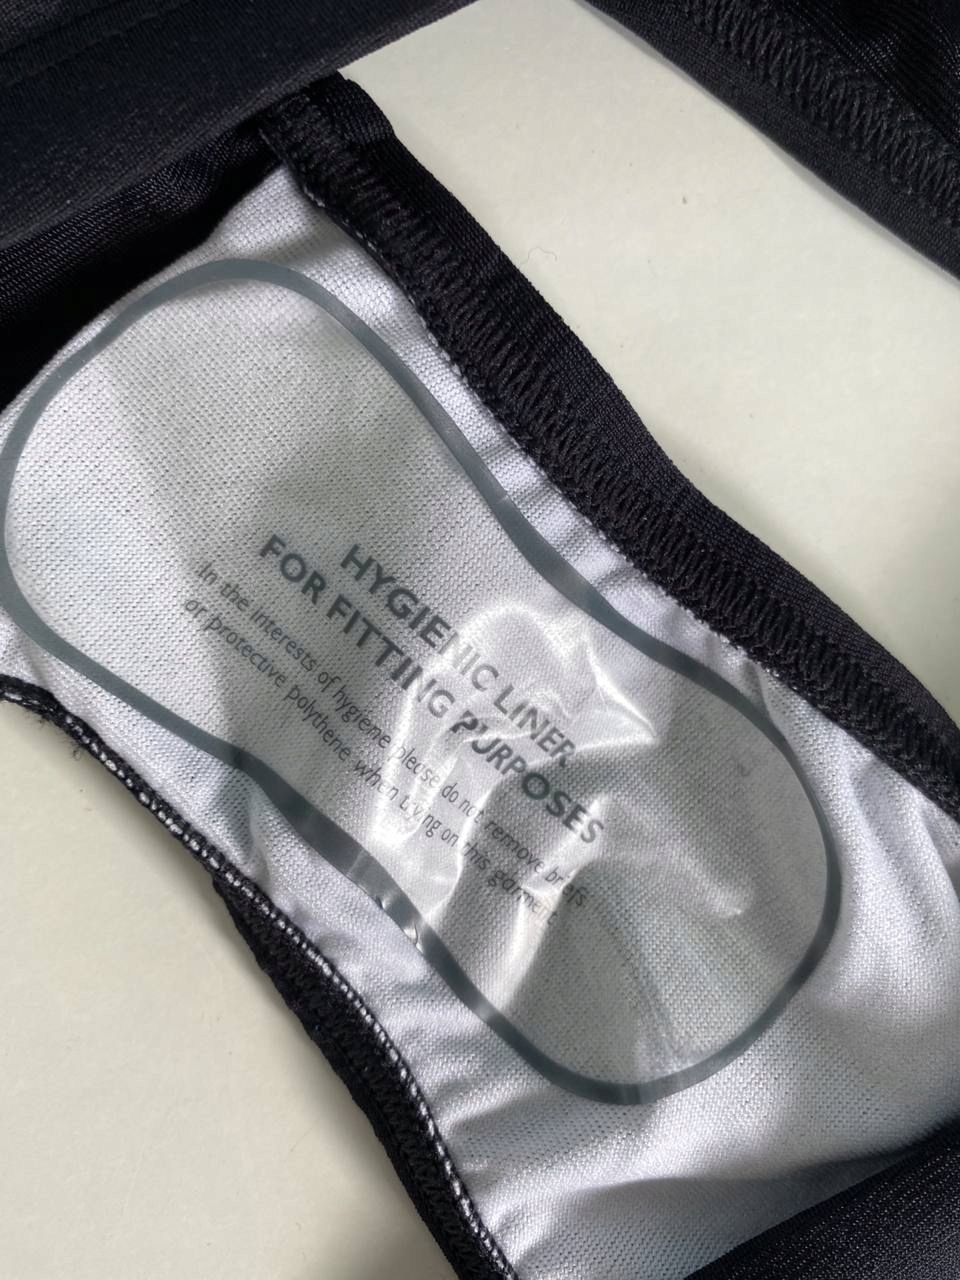 HYGIENIC LINER
FOR FITTING PURPOSES
In the interests of hygiene please do not remove briefs
or protective polythene when trying on this garment.